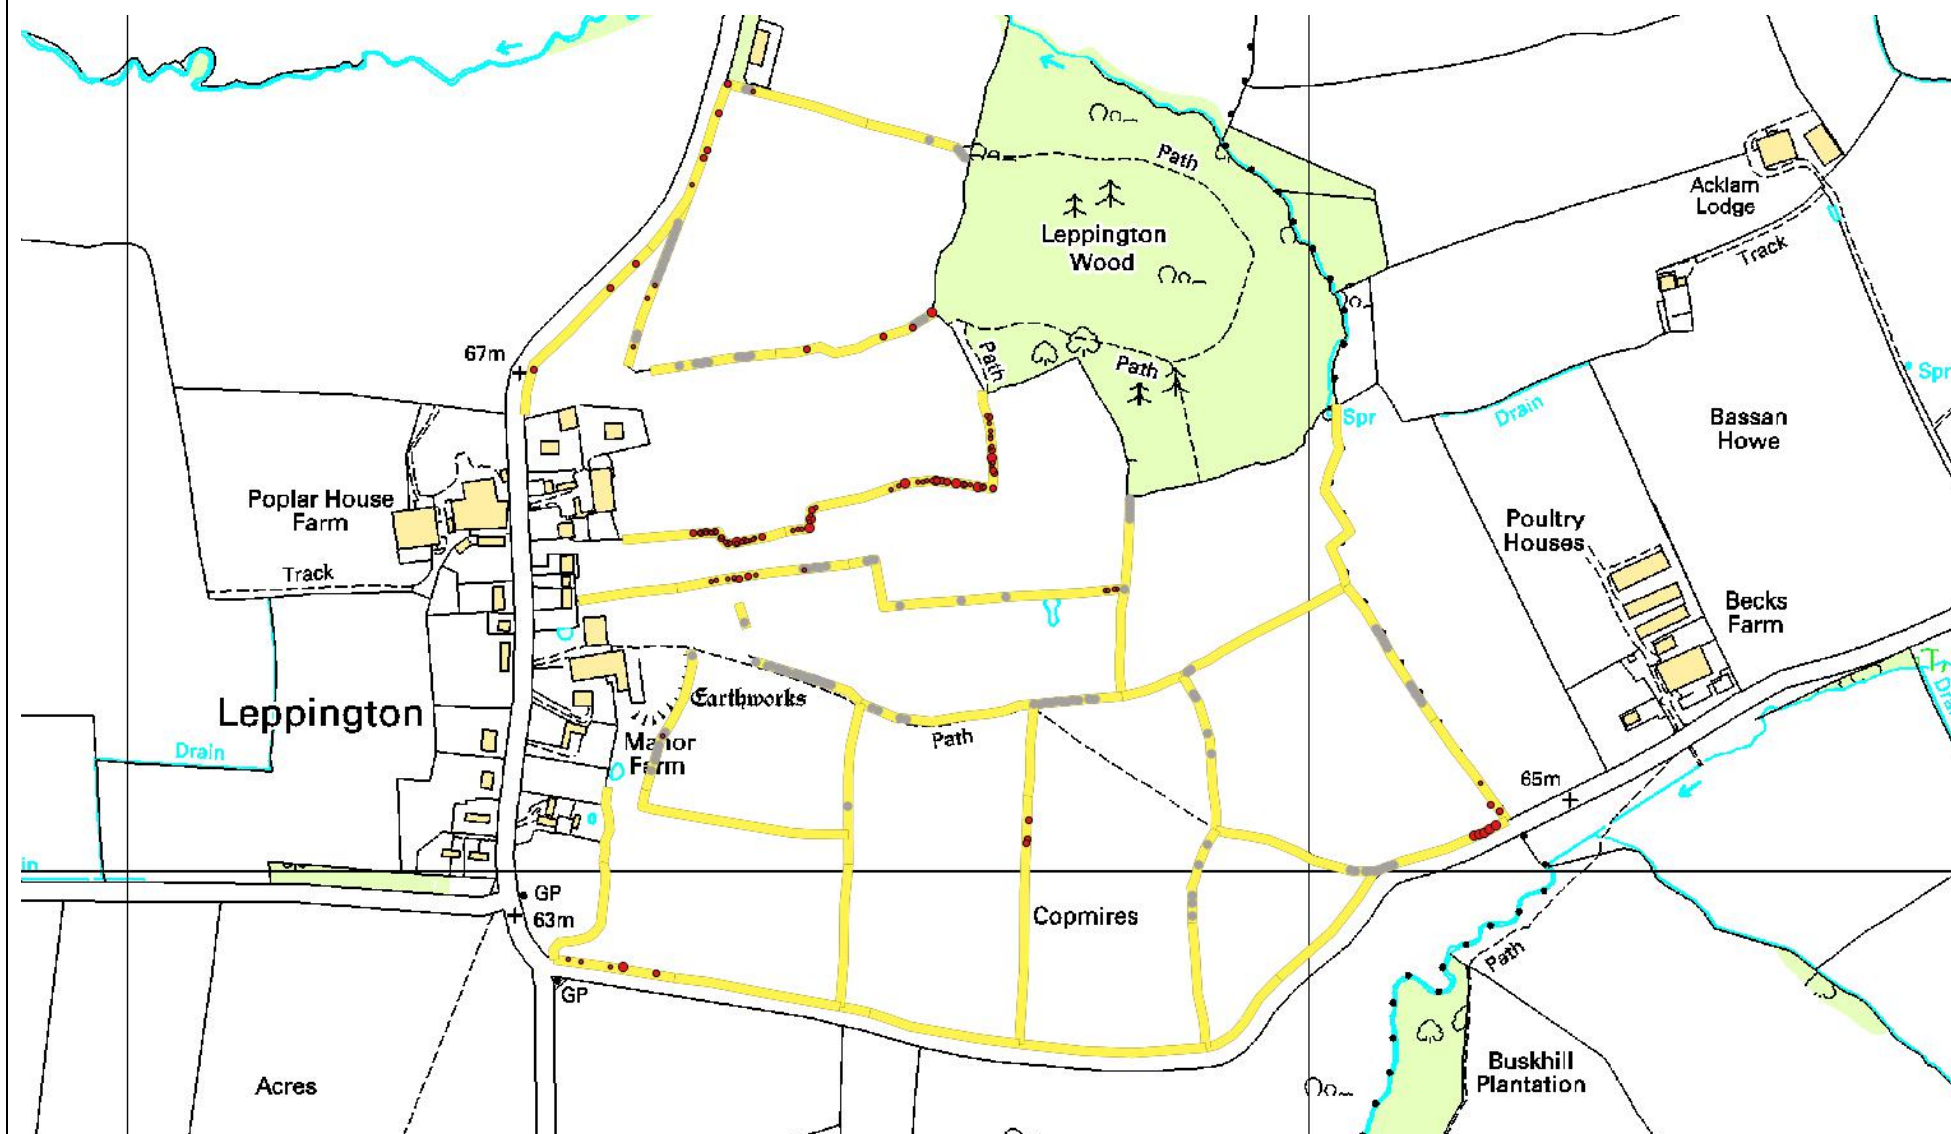 Path
Acklam
Lodge
Leppington
Wood
Track
67m
Path
Path
Spr
Spr
Drain
Bassan
Howe
Poplar House
Farm
Poultry
Houses
Track
Becks
Farm
Earthworks
Leppington
Manor
Farm
Path
Drain
65m
GP
63m
Copmires
GP
Path
Acres
Buskhill
Plantation